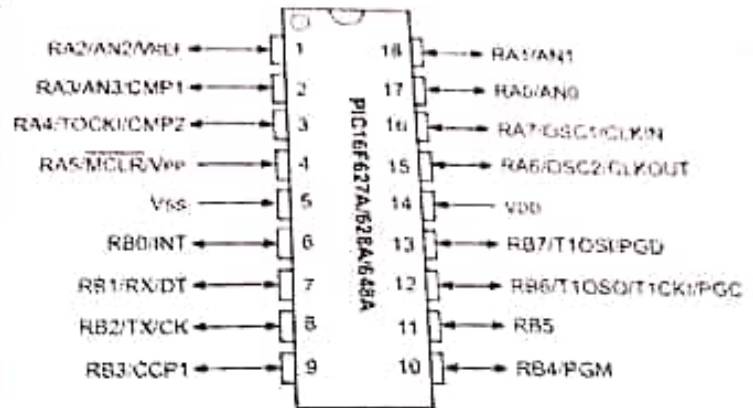 RA2/AN2/VREF 1 18 RA1/AN1
RA3/AN3/CMP1 2 17 RA0/AN0
RA4/TOCKI/CMP2 3 16 RA7/OSC1/CLKIN
RA5/MCLR/VPP 4 15 RA6/OSC2/CLKOUT
VSS 5 14 VDD
RB0/INT 6 13 RB7/T1OSI/PGD
RB1/RX/DT 7 12 RB6/T1OSO/T1CKI/PGC
RB2/TX/CK 8 11 RB5
RB3/CCP1 9 10 RB4/PGM
PIC16F627A/628A/648A